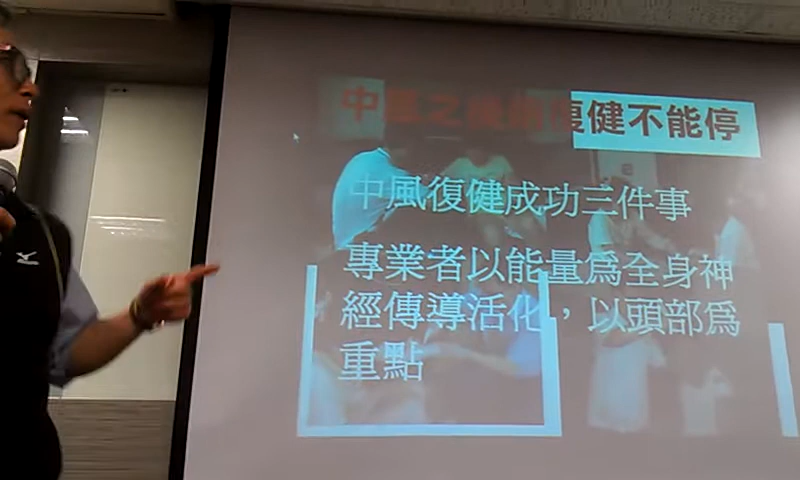 中風之後的復健不能停
中風復健成功三件事
專業者以能量為全身神
經傳導活化，以頭部為
重點